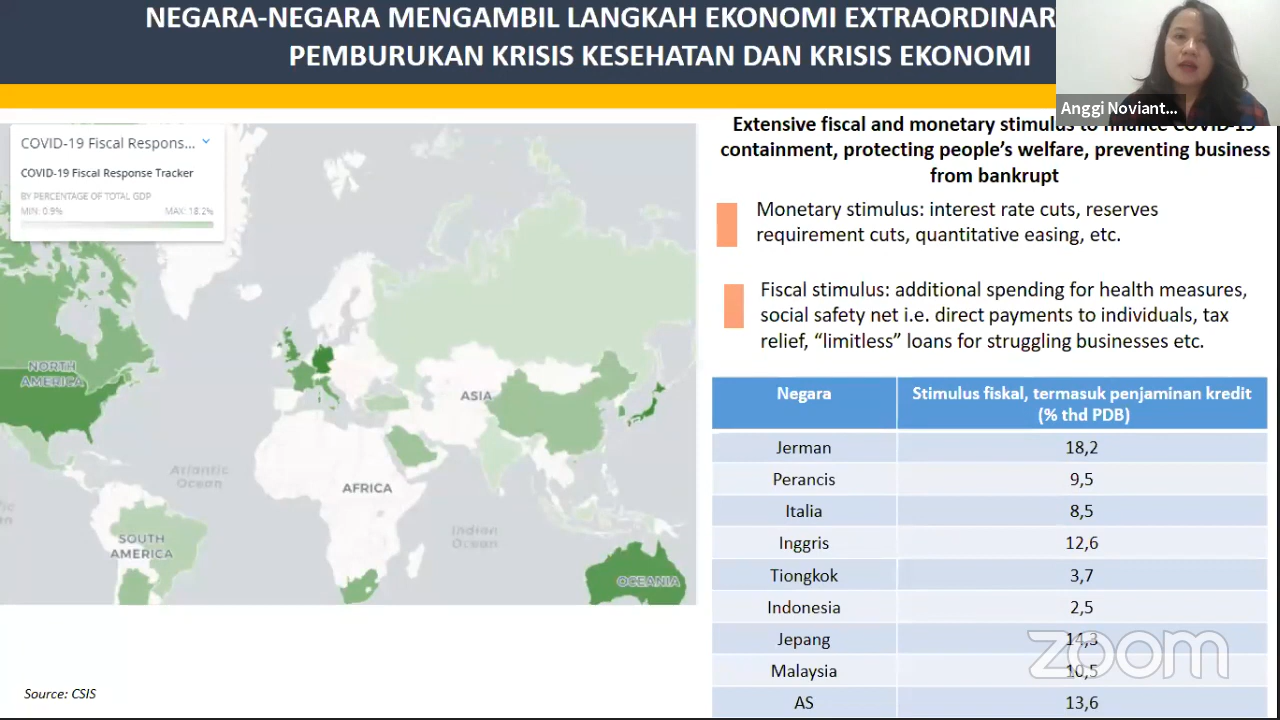 NEGARA-NEGARA MENGAMBIL LANGKAH EKONOMI EXTRAORDINAR
PEMBURUKAN KRISIS KESEHATAN DAN KRISIS EKONOMI
Anggi Noviant...
COVID-19 Fiscal Respons...
COVID-19 Fiscal Response Tracker
BY PERCENTAGE OF TOTAL GDP
MIN: 0.9% MAX: 18.2%
NORTH
AMERICA
ASIA
Atlantic
Ocean
AFRICA
Indian
Ocean
SOUTH
AMERICA
OCEANIA
Source: CSIS
Extensive fiscal and monetary stimulus to finance COVID-19
containment, protecting people's welfare, preventing business
from bankrupt
Monetary stimulus: interest rate cuts, reserves
requirement cuts, quantitative easing, etc.
Fiscal stimulus: additional spending for health measures,
social safety net i.e. direct payments to individuals, tax
relief, “limitless” loans for struggling businesses etc.
Negara Stimulus fiskal, termasuk penjaminan kredit
(% thd PDB)
Jerman 18,2
Perancis 9,5
Italia 8,5
Inggris 12,6
Tiongkok 3,7
Indonesia 2,5
Jepang 14,3
Malaysia 10,5
AS 13,6
zoom